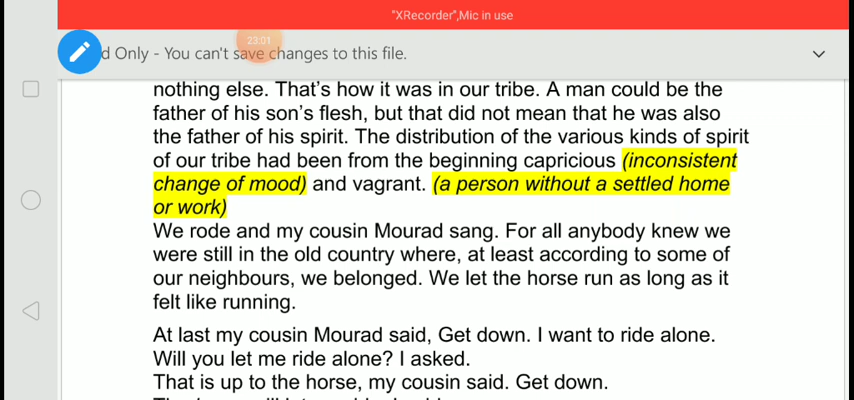 "XRecorder",Mic in use
23:01
d Only - You can't save changes to this file.
nothing else. That's how it was in our tribe. A man could be the
father of his son's flesh, but that did not mean that he was also
the father of his spirit. The distribution of the various kinds of spirit
of our tribe had been from the beginning capricious (inconsistent
change of mood) and vagrant. (a person without a settled home
or work)
We rode and my cousin Mourad sang. For all anybody knew we
were still in the old country where, at least according to some of
our neighbours, we belonged. We let the horse run as long as it
felt like running.
At last my cousin Mourad said, Get down. I want to ride alone.
Will you let me ride alone? I asked.
That is up to the horse, my cousin said. Get down.